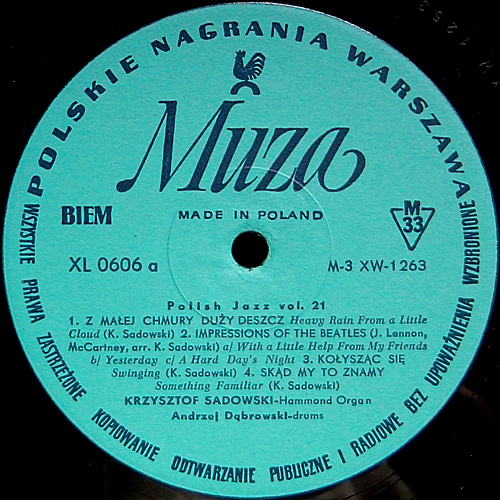 POLSKIE NAGRANIA WARSZAWA
Muza
BIEM
MADE IN POLAND
M
33
XL 0606 a
M-3 XW-1263
Polish Jazz vol. 21
1. Z MAŁEJ CHMURY DUŻY DESZCZ Heavy Rain From a Little
Cloud (K. Sadowski) 2. IMPRESSIONS OF THE BEATLES (J. Lennon,
McCartney, arr. K. Sadowski) a/ With a Little Help From My Friends
b/ Yesterday c/ A Hard Day's Night 3. KOŁYSZĄC SIĘ
Swinging (K. Sadowski) 4. SKĄD MY TO ZNAMY
Something Familiar (K. Sadowski)
KRZYSZTOF SADOWSKI-Hammond Organ
Andrzej Dąbrowski-drums
WSZYSTKIE PRAWA ZASTRZEŻONE KOPIOWANIE ODTWARZANIE PUBLICZNE I RADIOWE BEZ UPOWAŻNIENIA WZBRONIONE